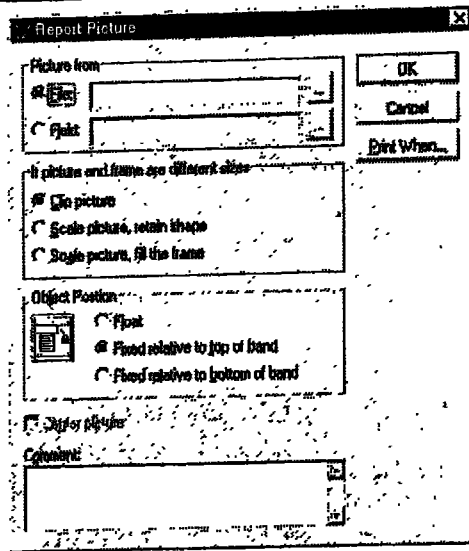 Report Picture
Picture from
File:
Field:
OK
Cancel
Print When...
If picture and frame are different sizes
Clip picture
Scale picture, retain shape
Scale picture, fill the frame
Object Position
Float
Fixed relative to top of band
Fixed relative to bottom of band
Center picture
Comment: